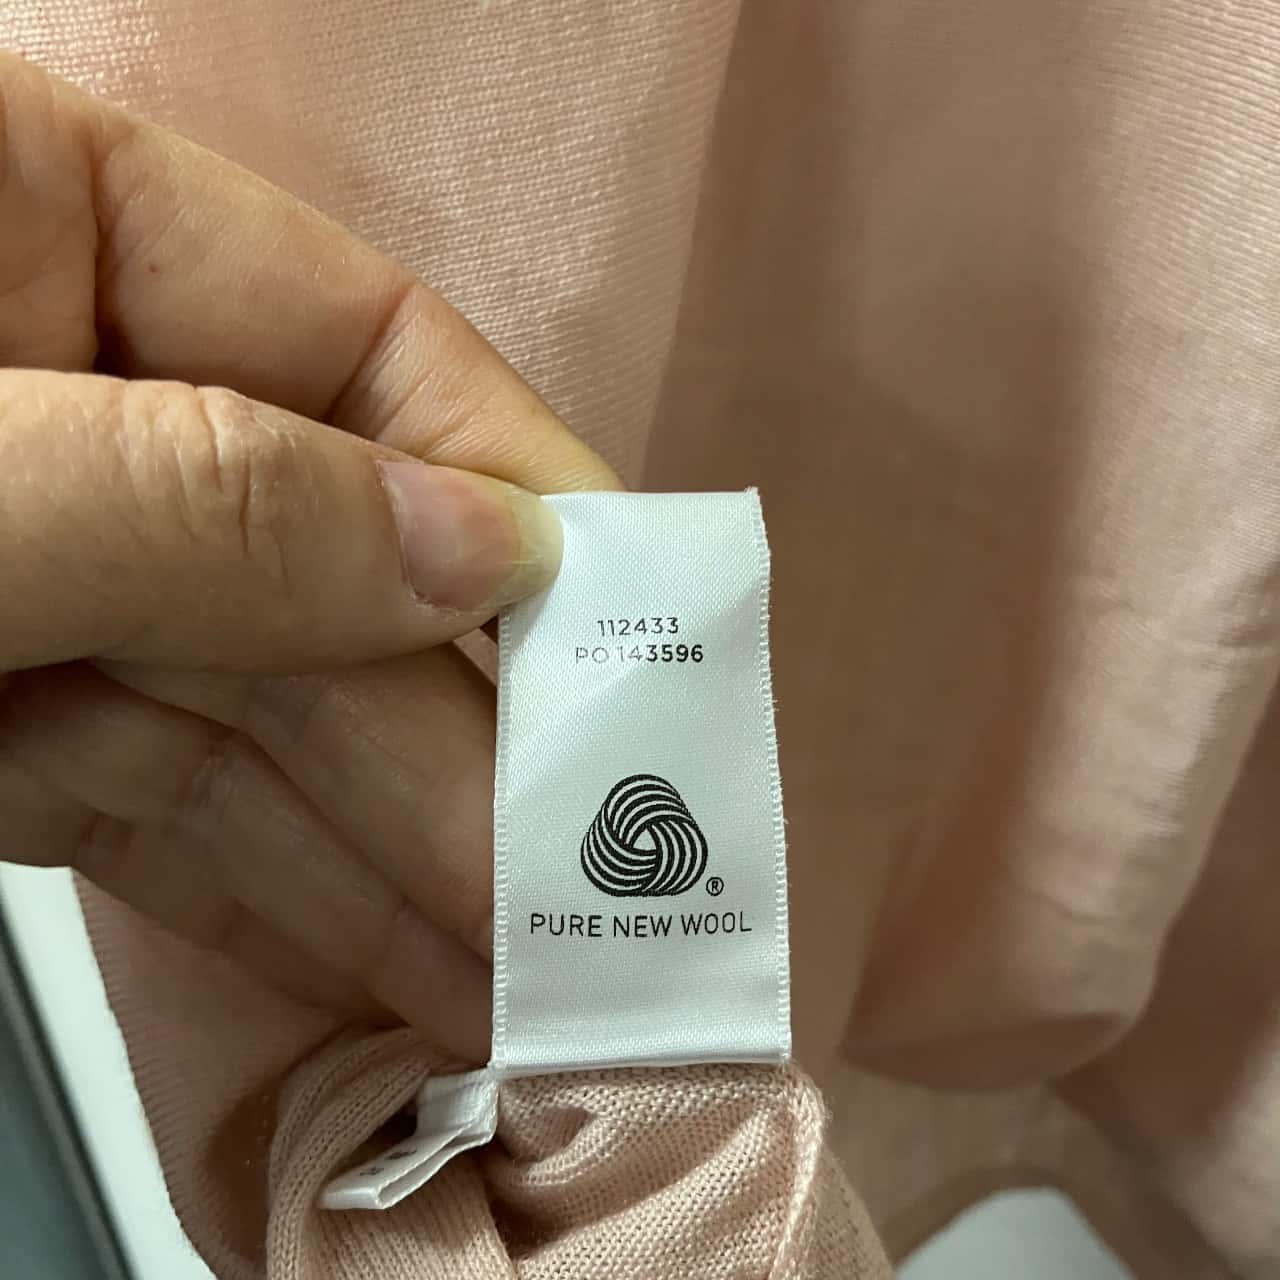 112433
PO 143596
®
PURE NEW WOOL